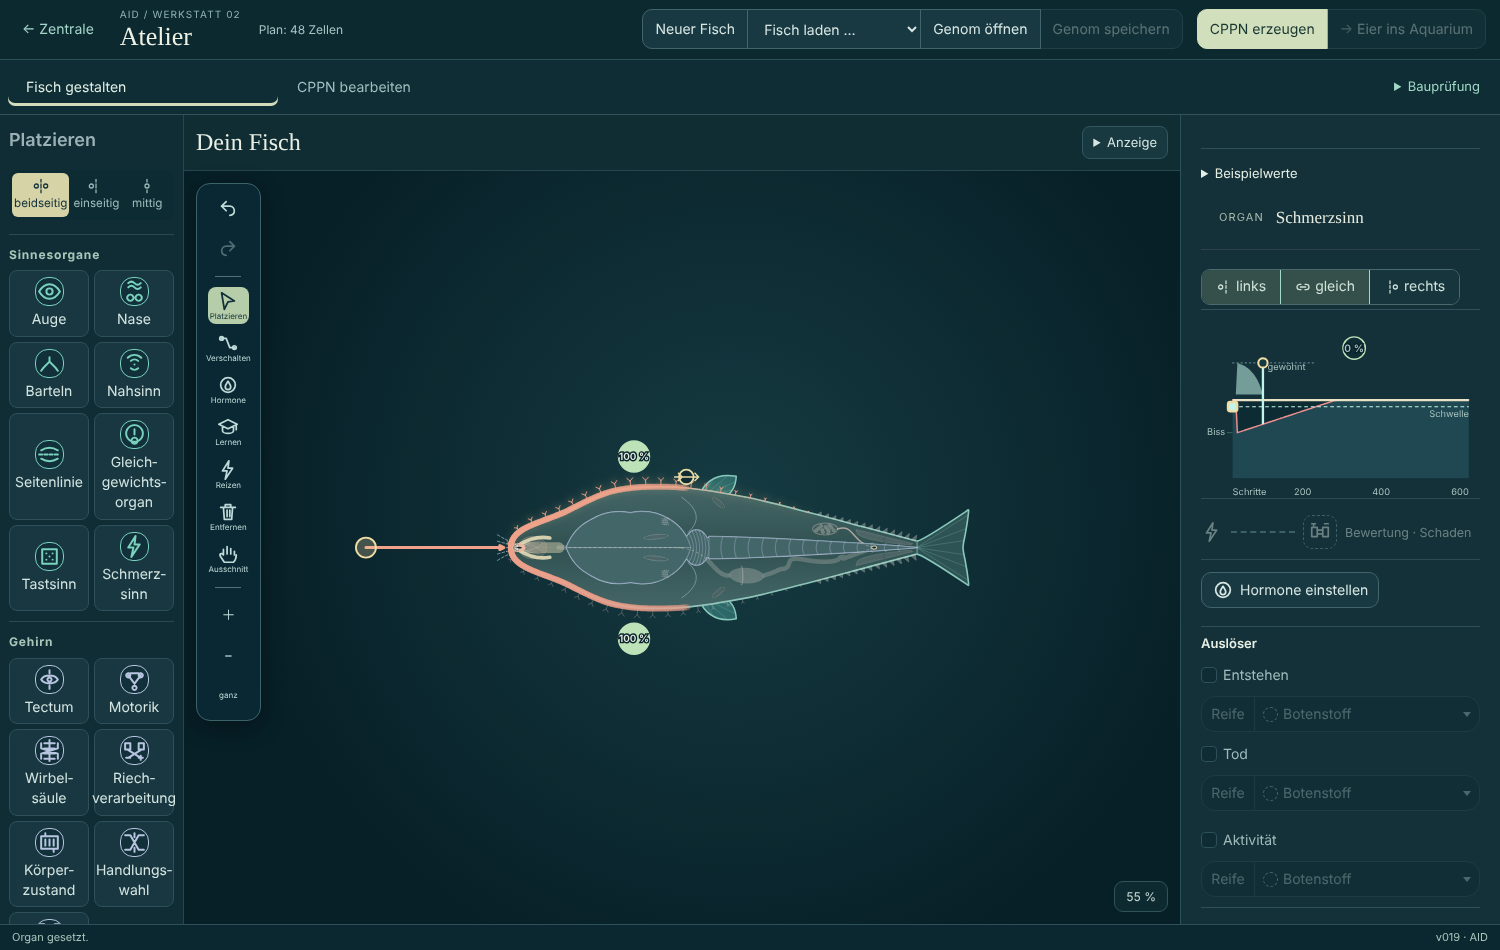 ← Zentrale
AID / WERKSTATT 02
Atelier
Plan: 48 Zellen
Neuer Fisch
Fisch laden ...
Genom öffnen
Genom speichern
CPPN erzeugen
→ Eier ins Aquarium
Fisch gestalten
CPPN bearbeiten
Bauprüfung
Platzieren
beidseitig
einseitig
mittig
Sinnesorgane
Auge
Nase
Barteln
Nahsinn
Seitenlinie
Gleich-
gewichts-
organ
Tastsinn
Schmerz-
sinn
Gehirn
Tectum
Motorik
Wirbel-
säule
Riech-
verarbeitung
Körper-
zustand
Handlungs-
wahl
Dein Fisch
Anzeige
Platzieren
Verschalten
Hormone
Lernen
Reizen
Entfernen
Ausschnitt
+
-
ganz
100 %
100 %
55 %
Beispielwerte
ORGAN Schmerzsinn
links
gleich
rechts
0 %
gewöhnt
Schwelle
Biss
Schritte 200 400 600
Bewertung · Schaden
Hormone einstellen
Auslöser
Entstehen
Reife
Botenstoff
Tod
Reife
Botenstoff
Aktivität
Reife
Botenstoff
Organ gesetzt.
v019 · AID